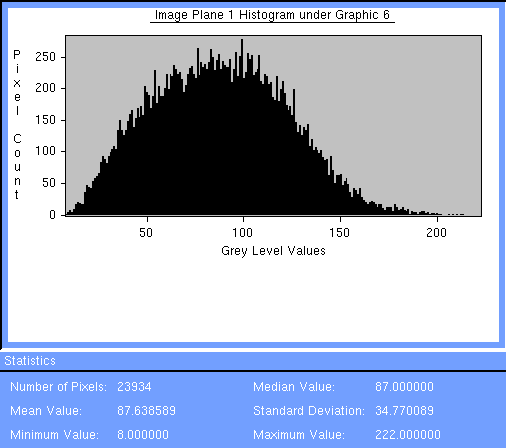 Image Plane 1 Histogram under Graphic 6
Pixel Count
250
200
150
100
50
0
50 100 150 200
Grey Level Values
Statistics
Number of Pixels: 23934 Median Value: 87.000000
Mean Value: 87.638589 Standard Deviation: 34.770089
Minimum Value: 8.000000 Maximum Value: 222.000000